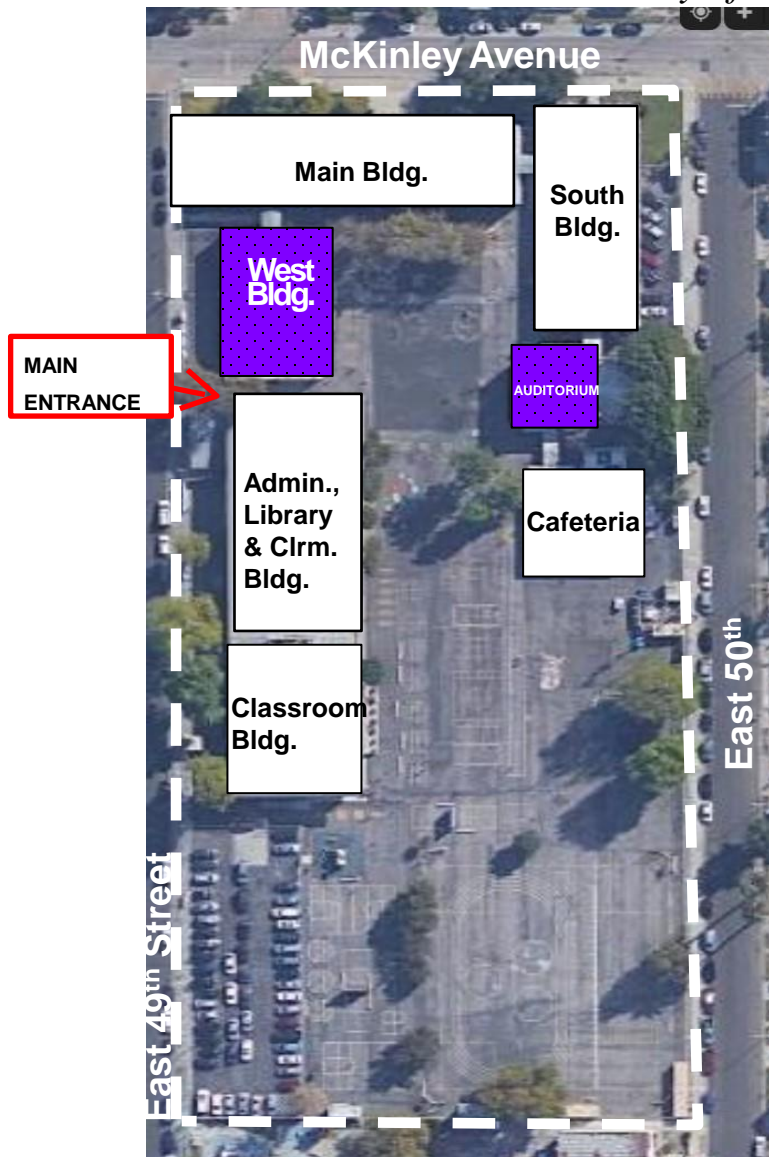 McKinley Avenue
Main Bldg.
South
Bldg.
West
Bldg.
MAIN
ENTRANCE
AUDITORIUM
Admin.,
Library
& Clrm.
Bldg.
Cafeteria
Classroom
Bldg.
East 50th
East 49th Street